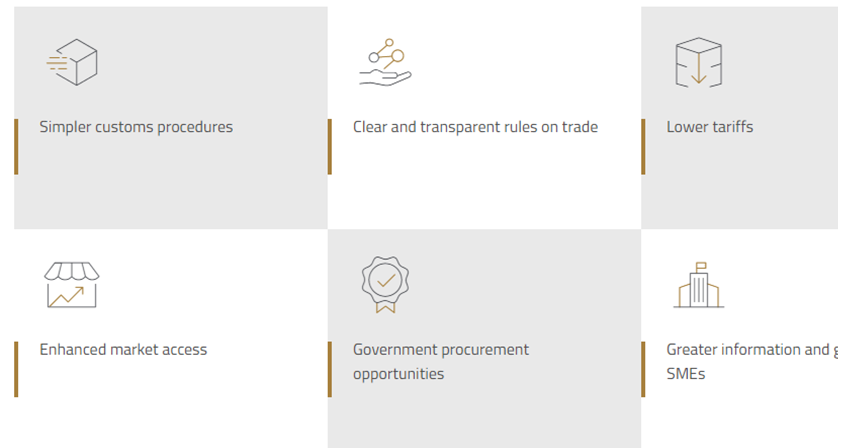 Simpler customs procedures
Clear and transparent rules on trade
Lower tariffs
Enhanced market access
Government procurement
opportunities
Greater information and
SMEs